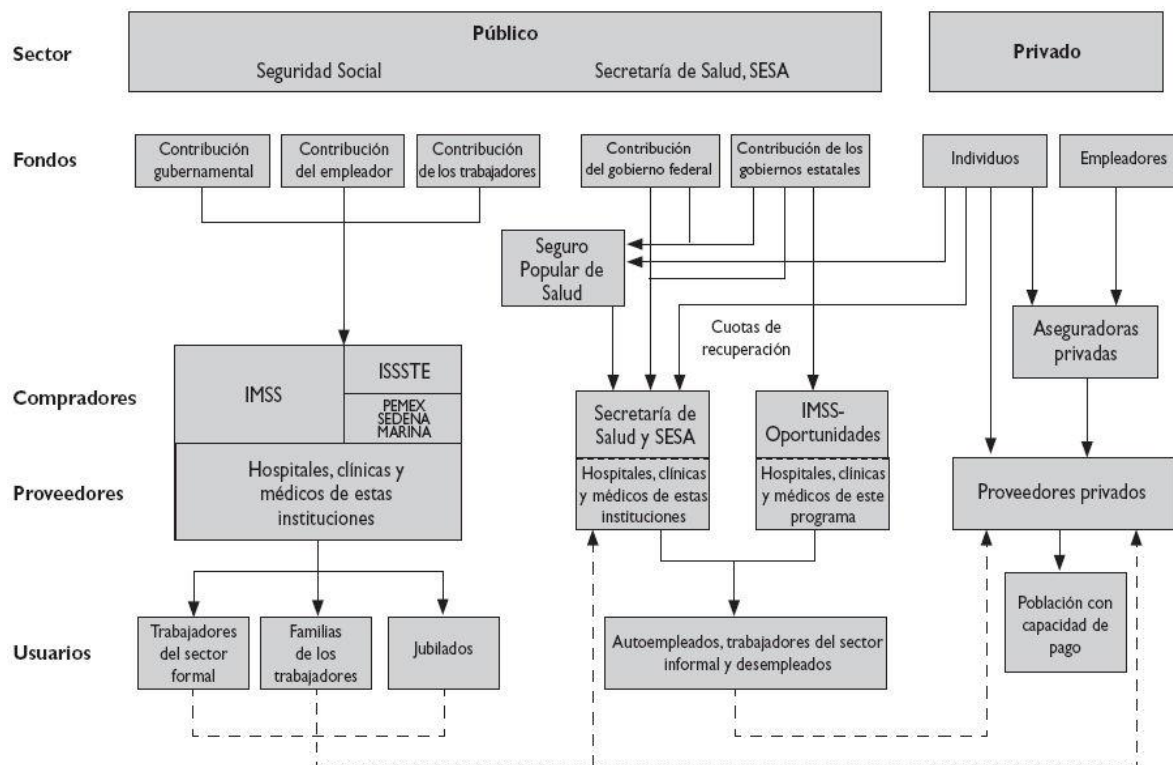 Sector
Público
Seguridad Social
Secretaría de Salud, SESA
Privado
Fondos
Contribución
gubernamental
Contribución
del empleador
Contribución
de los trabajadores
Contribución
del gobierno federal
Contribución de los
gobiernos estatales
Individuos
Empleadores
Seguro
Popular de
Salud
Cuotas de
recuperación
Aseguradoras
privadas
Compradores
IMSS
ISSSTE
PEMEX
SEDENA
MARINA
Secretaría de
Salud y SESA
IMSS-
Oportunidades
Proveedores
Hospitales, clínicas y
médicos de estas
instituciones
Hospitales, clínicas
y médicos de estas
instituciones
Hospitales, clínicas
y médicos de este
programa
Proveedores privados
Usuarios
Trabajadores
del sector
formal
Familias
de los
trabajadores
Jubilados
Autoempleados, trabajadores del sector
informal y desempleados
Población con
capacidad de
pago